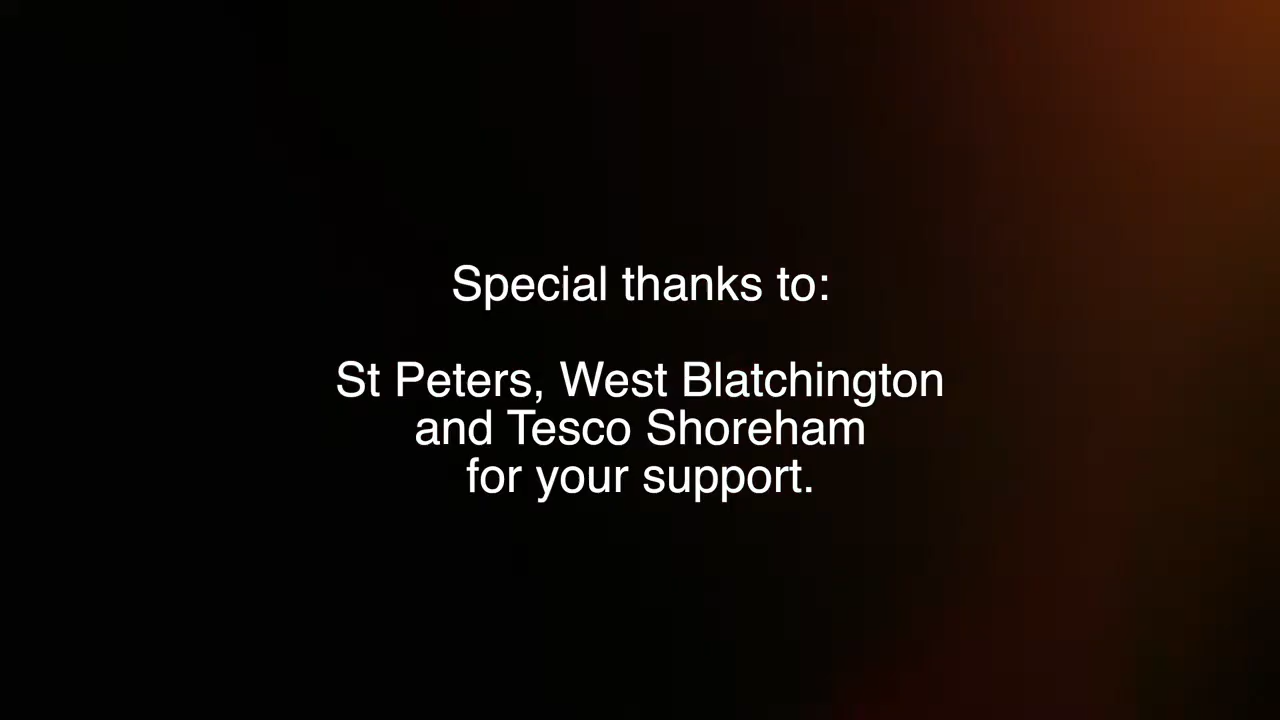 Special thanks to:
St Peters, West Blatchington
and Tesco Shoreham
for your support.